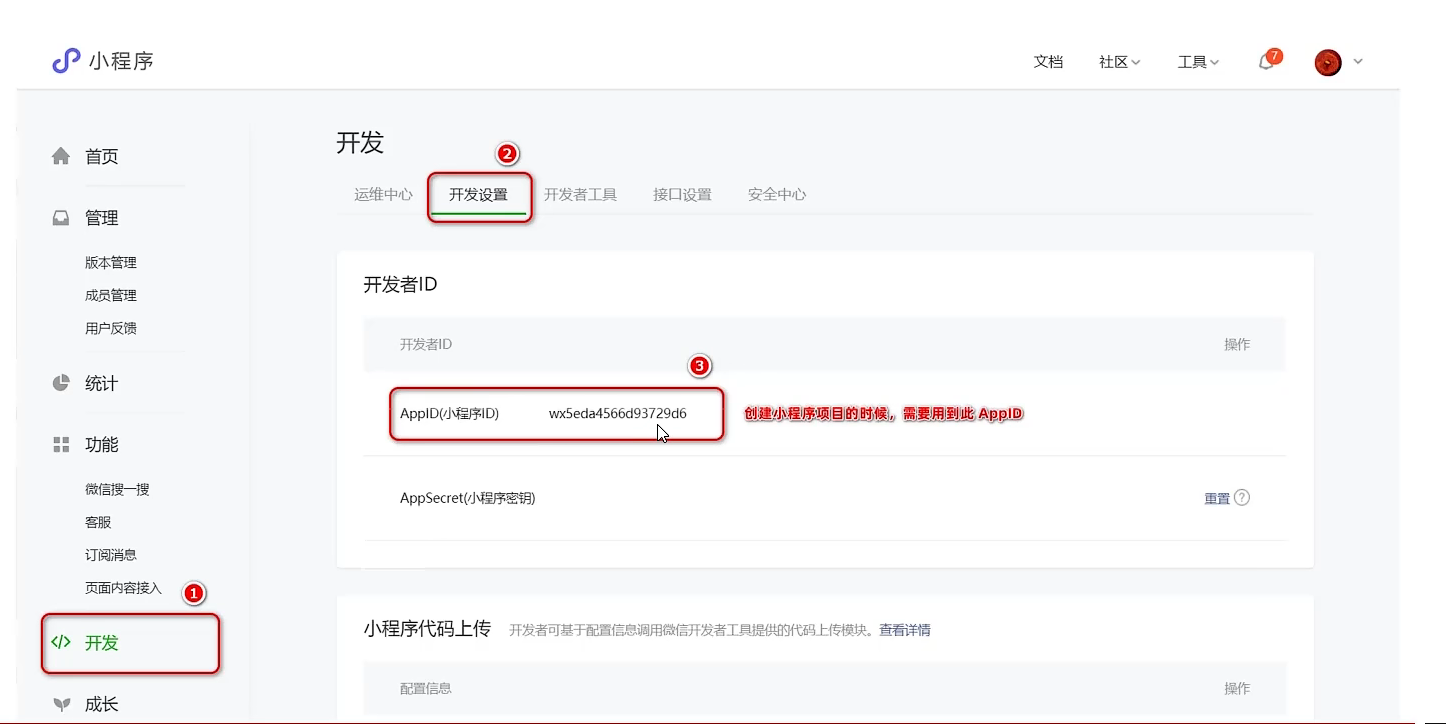 小程序
文档 社区 工具 7
首页
管理
版本管理
成员管理
用户反馈
统计
功能
微信搜一搜
客服
订阅消息
页面内容接入
1
开发
成长
开发
2
运维中心 开发设置 开发者工具 接口设置 安全中心
开发者ID
开发者ID 操作
3
AppID(小程序ID) wx5eda4566d93729d6 创建小程序项目的时候，需要用到此 AppID
AppSecret(小程序密钥) 重置 ?
小程序代码上传 开发者可基于配置信息调用微信开发者工具提供的代码上传模块。查看详情
配置信息 操作